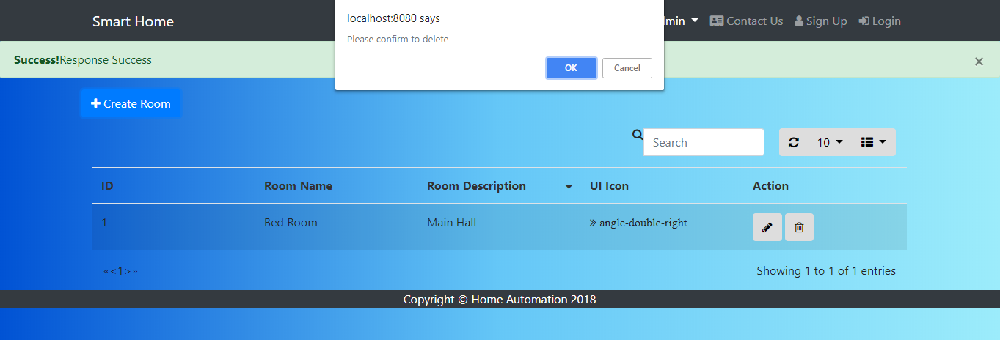 Smart Home
localhost:8080 says
Please confirm to delete
OK Cancel
Contact Us Sign Up Login
Success!Response Success ×
Create Room
Search 10
ID Room Name Room Description UI Icon Action
1 Bed Room Main Hall angle-double-right
«<1>» Showing 1 to 1 of 1 entries
Copyright © Home Automation 2018